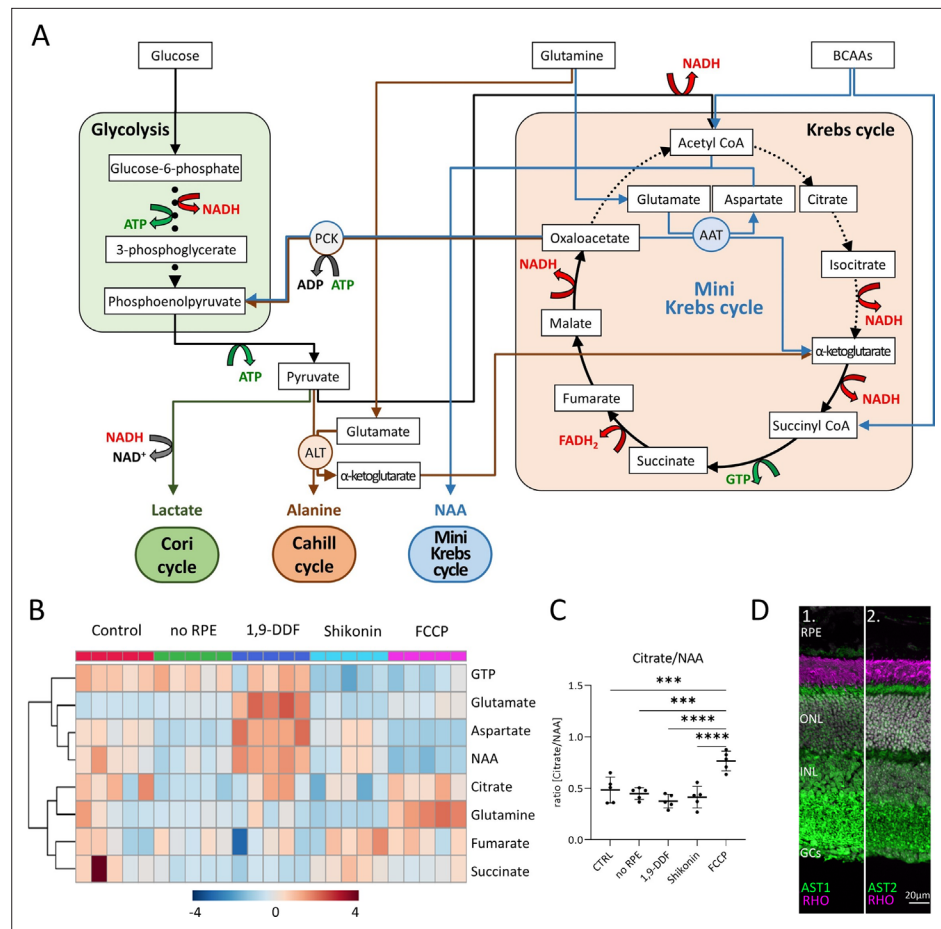 A
Glucose
Glutamine
BCAAs
NADH
Glycolysis
Krebs cycle
Acetyl CoA
Glucose-6-phosphate
ATP
NADH
Glutamate
Aspartate
Citrate
3-phosphoglycerate
PCK
Oxaloacetate
AAT
ADP
ATP
NADH
Isocitrate
Mini
Krebs cycle
Phosphoenolpyruvate
Malate
NADH
ATP
α-ketoglutarate
Pyruvate
NADH
Fumarate
NADH
NAD+
Glutamate
FADH2
Succinyl CoA
ALT
Succinate
α-ketoglutarate
GTP
Lactate
Alanine
NAA
Cori
cycle
Cahill
cycle
Mini
Krebs
cycle
B
Control
no RPE
1,9-DDF
Shikonin
FCCP
GTP
Glutamate
Aspartate
NAA
Citrate
Glutamine
Fumarate
Succinate
-4
0
4
C
Citrate/NAA
ratio [Citrate/NAA]
1.5
1.0
0.5
0.0
***
***
****
****
CTRL
no RPE
1,9-DDF
Shikonin
FCCP
D
1.
2.
RPE
ONL
INL
GCs
AST1
RHO
AST2
RHO
20µm